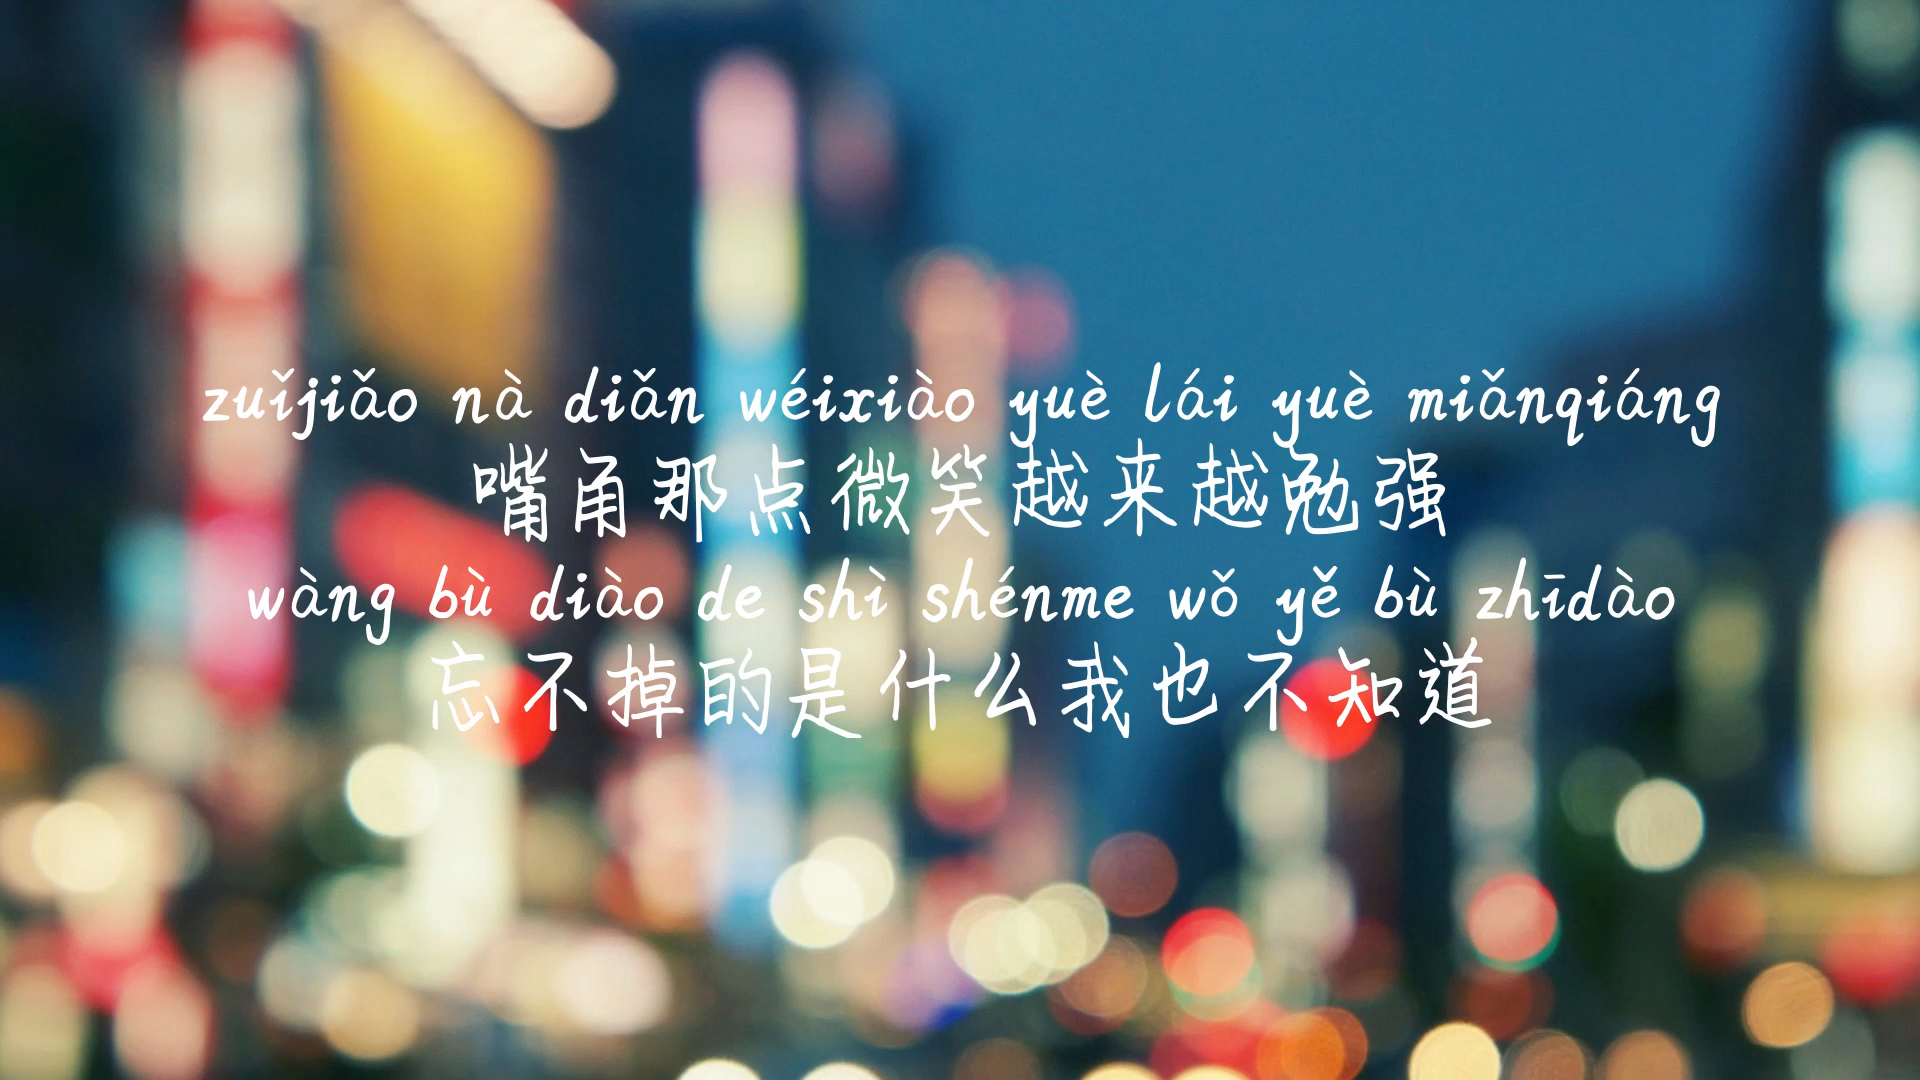 zuǐjiǎo nà diǎn wéixiào yuè lái yuè miǎnqiáng
嘴角那点微笑越来越勉强
wàng bù diào de shì shénme wǒ yě bù zhīdào
忘不掉的是什么我也不知道